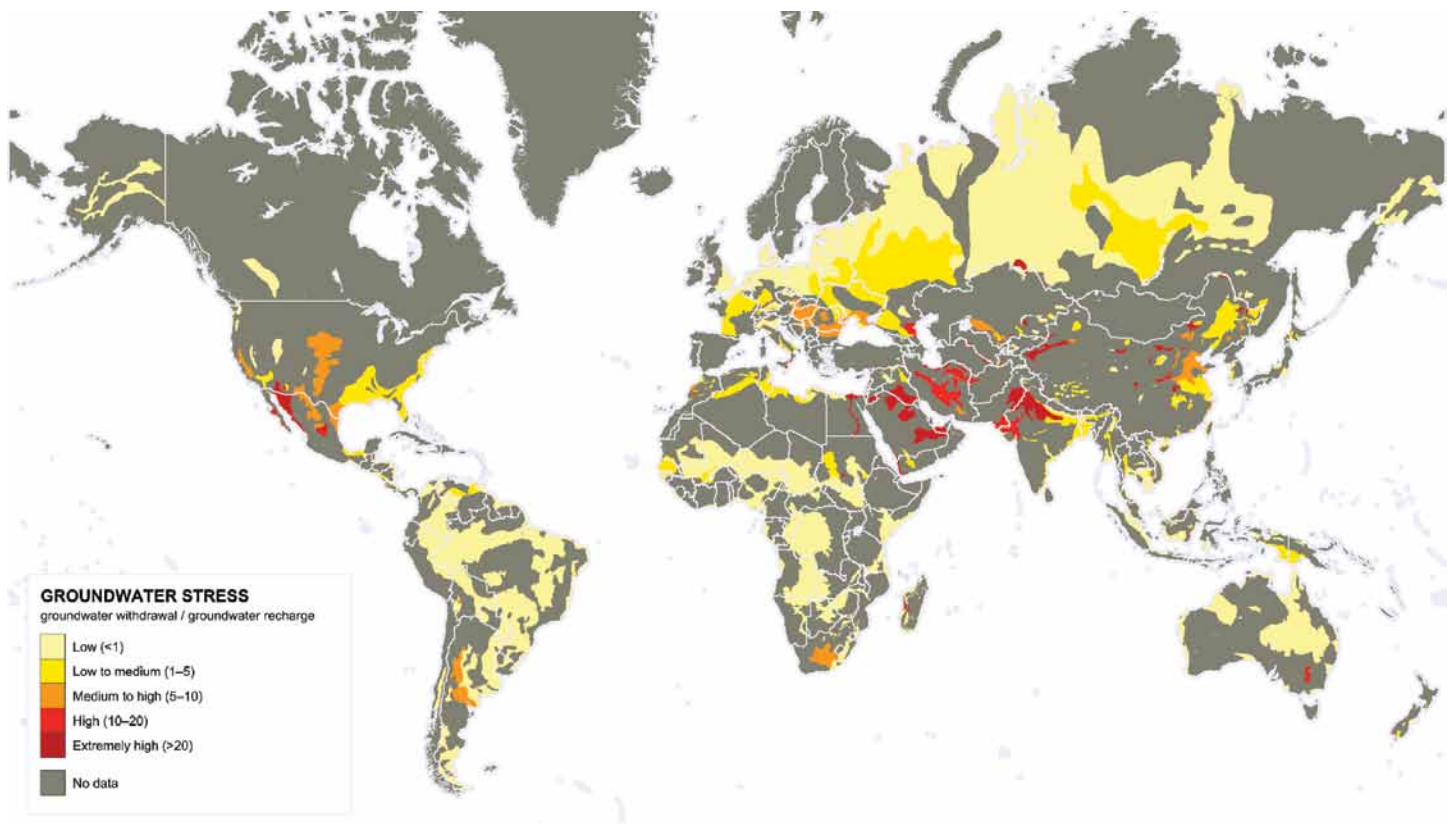 GROUNDWATER STRESS
groundwater withdrawal / groundwater recharge
Low (<1)
Low to medium (1–5)
Medium to high (5–10)
High (10–20)
Extremely high (>20)
No data